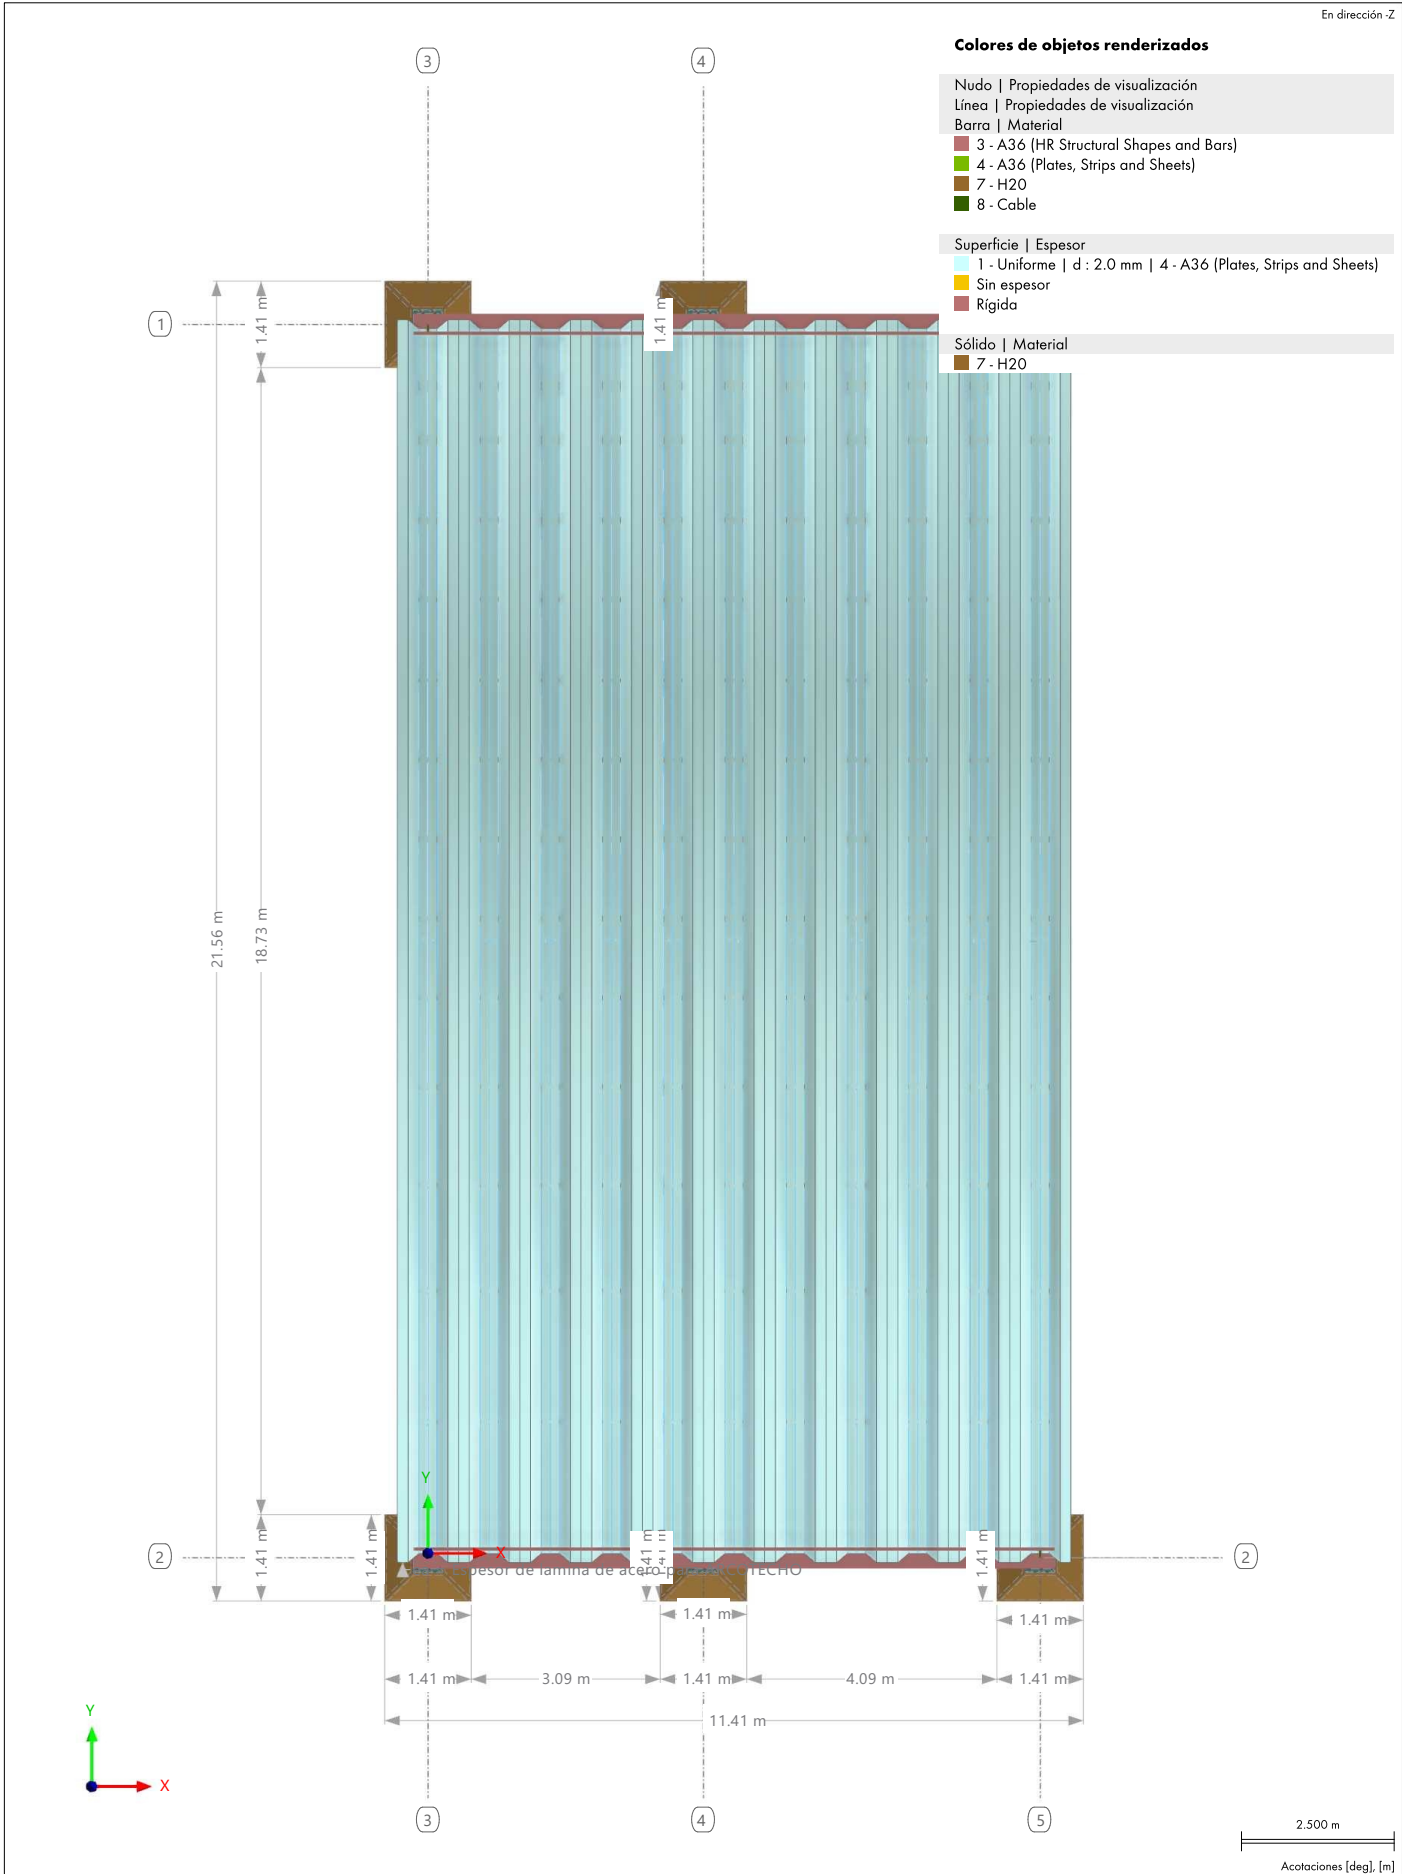 En dirección -Z
Colores de objetos renderizados
Nudo | Propiedades de visualización
Línea | Propiedades de visualización
Barra | Material
3 - A36 (HR Structural Shapes and Bars)
4 - A36 (Plates, Strips and Sheets)
7 - H20
8 - Cable
Superficie | Espesor
1 - Uniforme | d : 2.0 mm | 4 - A36 (Plates, Strips and Sheets)
Sin espesor
Rígida
Sólido | Material
7 - H20
3
4
1
1.41 m
1.41 m
21.56 m
18.73 m
Y
X
2
1.41 m
1.41 m
1.41 m
1.41 m
2
Espesor de lamina de acero
1.41 m
1.41 m
1.41 m
1.41 m
3.09 m
1.41 m
4.09 m
1.41 m
11.41 m
Y
X
3
4
5
2.500 m
Acotaciones [deg], [m]